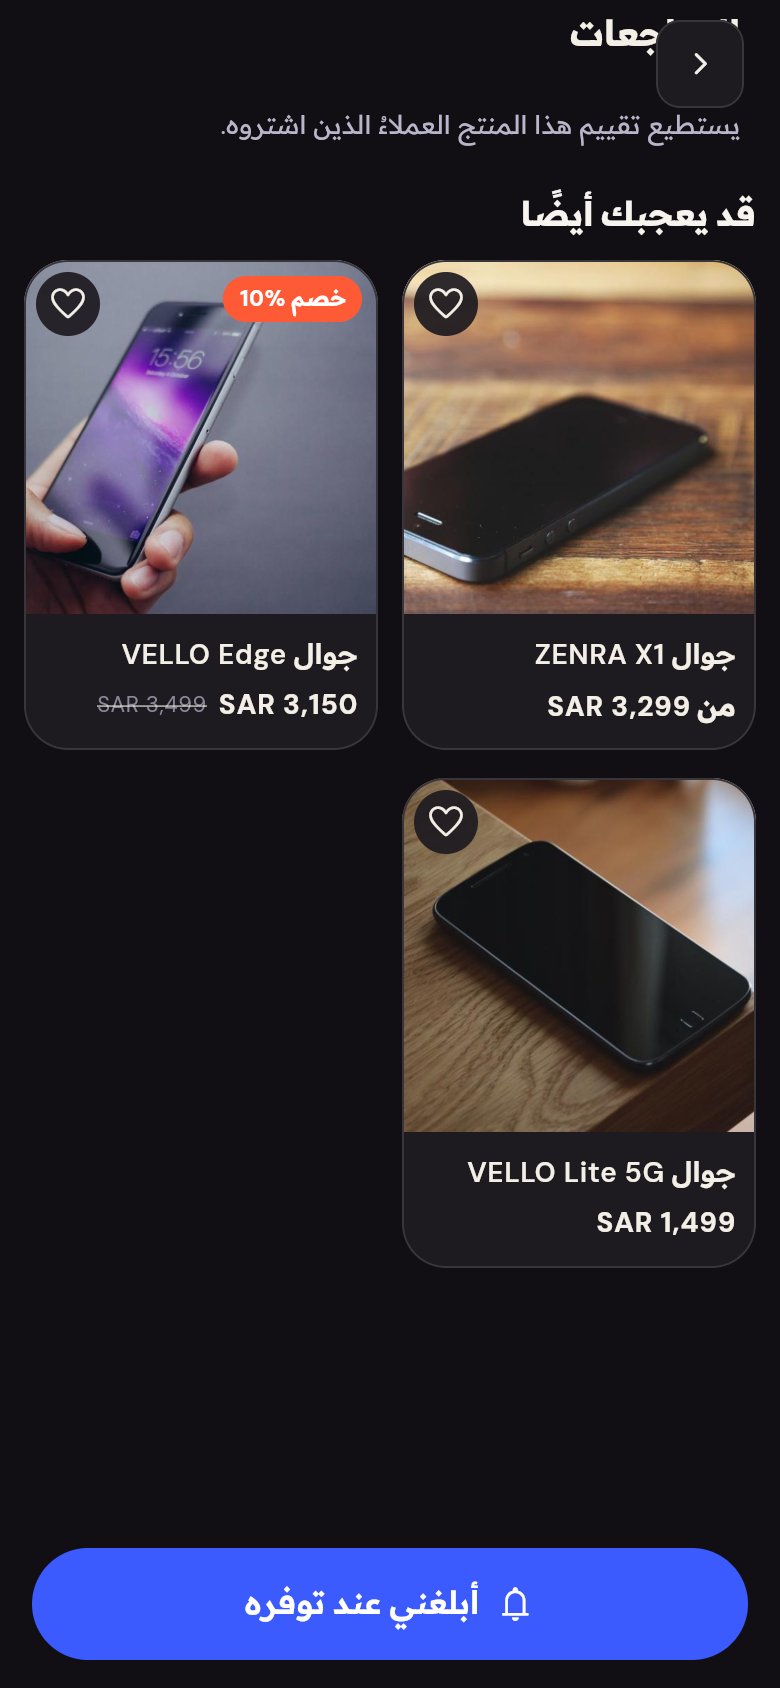 يستطيع تقييم هذا المنتج العملاءُ الذين اشتروه.
قد يعجبك أيضًا
جوال ZENRA X1
من SAR 3,299
خصم 10%
15:56
جوال VELLO Edge
SAR 3,150 SAR 3,499
جوال VELLO Lite 5G
SAR 1,499
أبلغني عند توفره